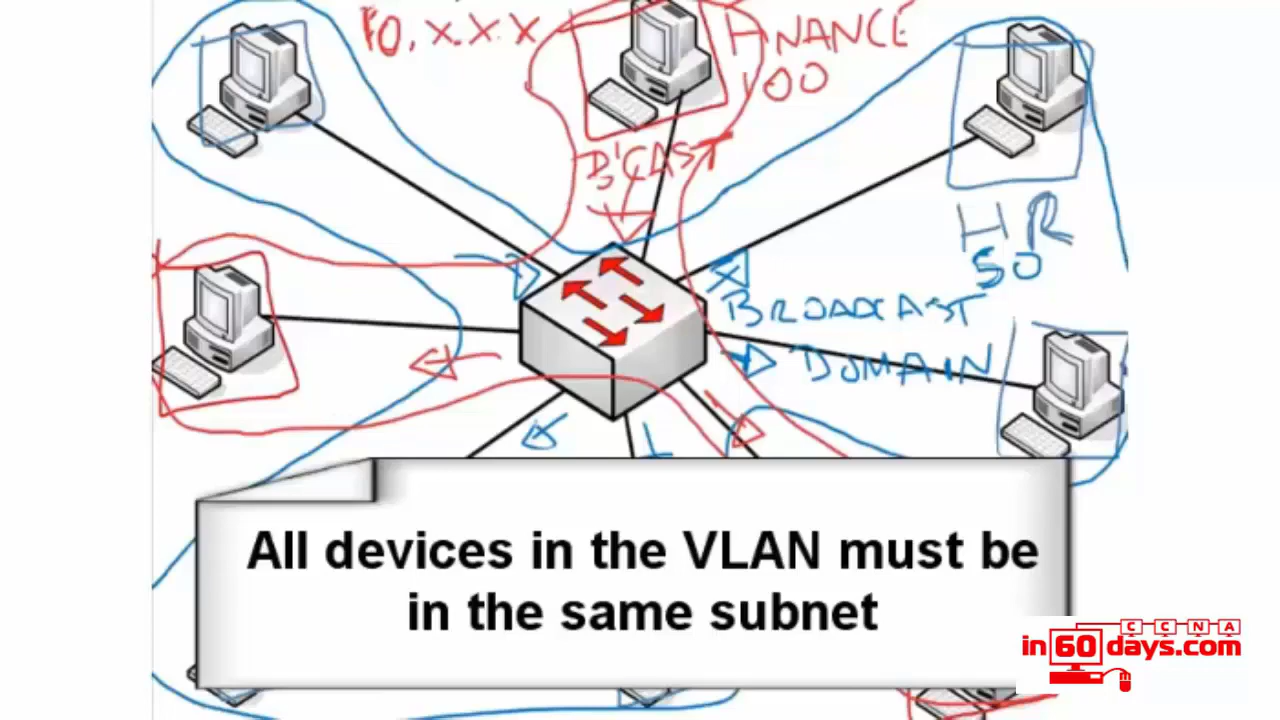 10.X.X.X
FINANCE
100
B'CAST
HR
50
BROADCAST
DOMAIN
All devices in the VLAN must be
in the same subnet
CCNA
in60days.com